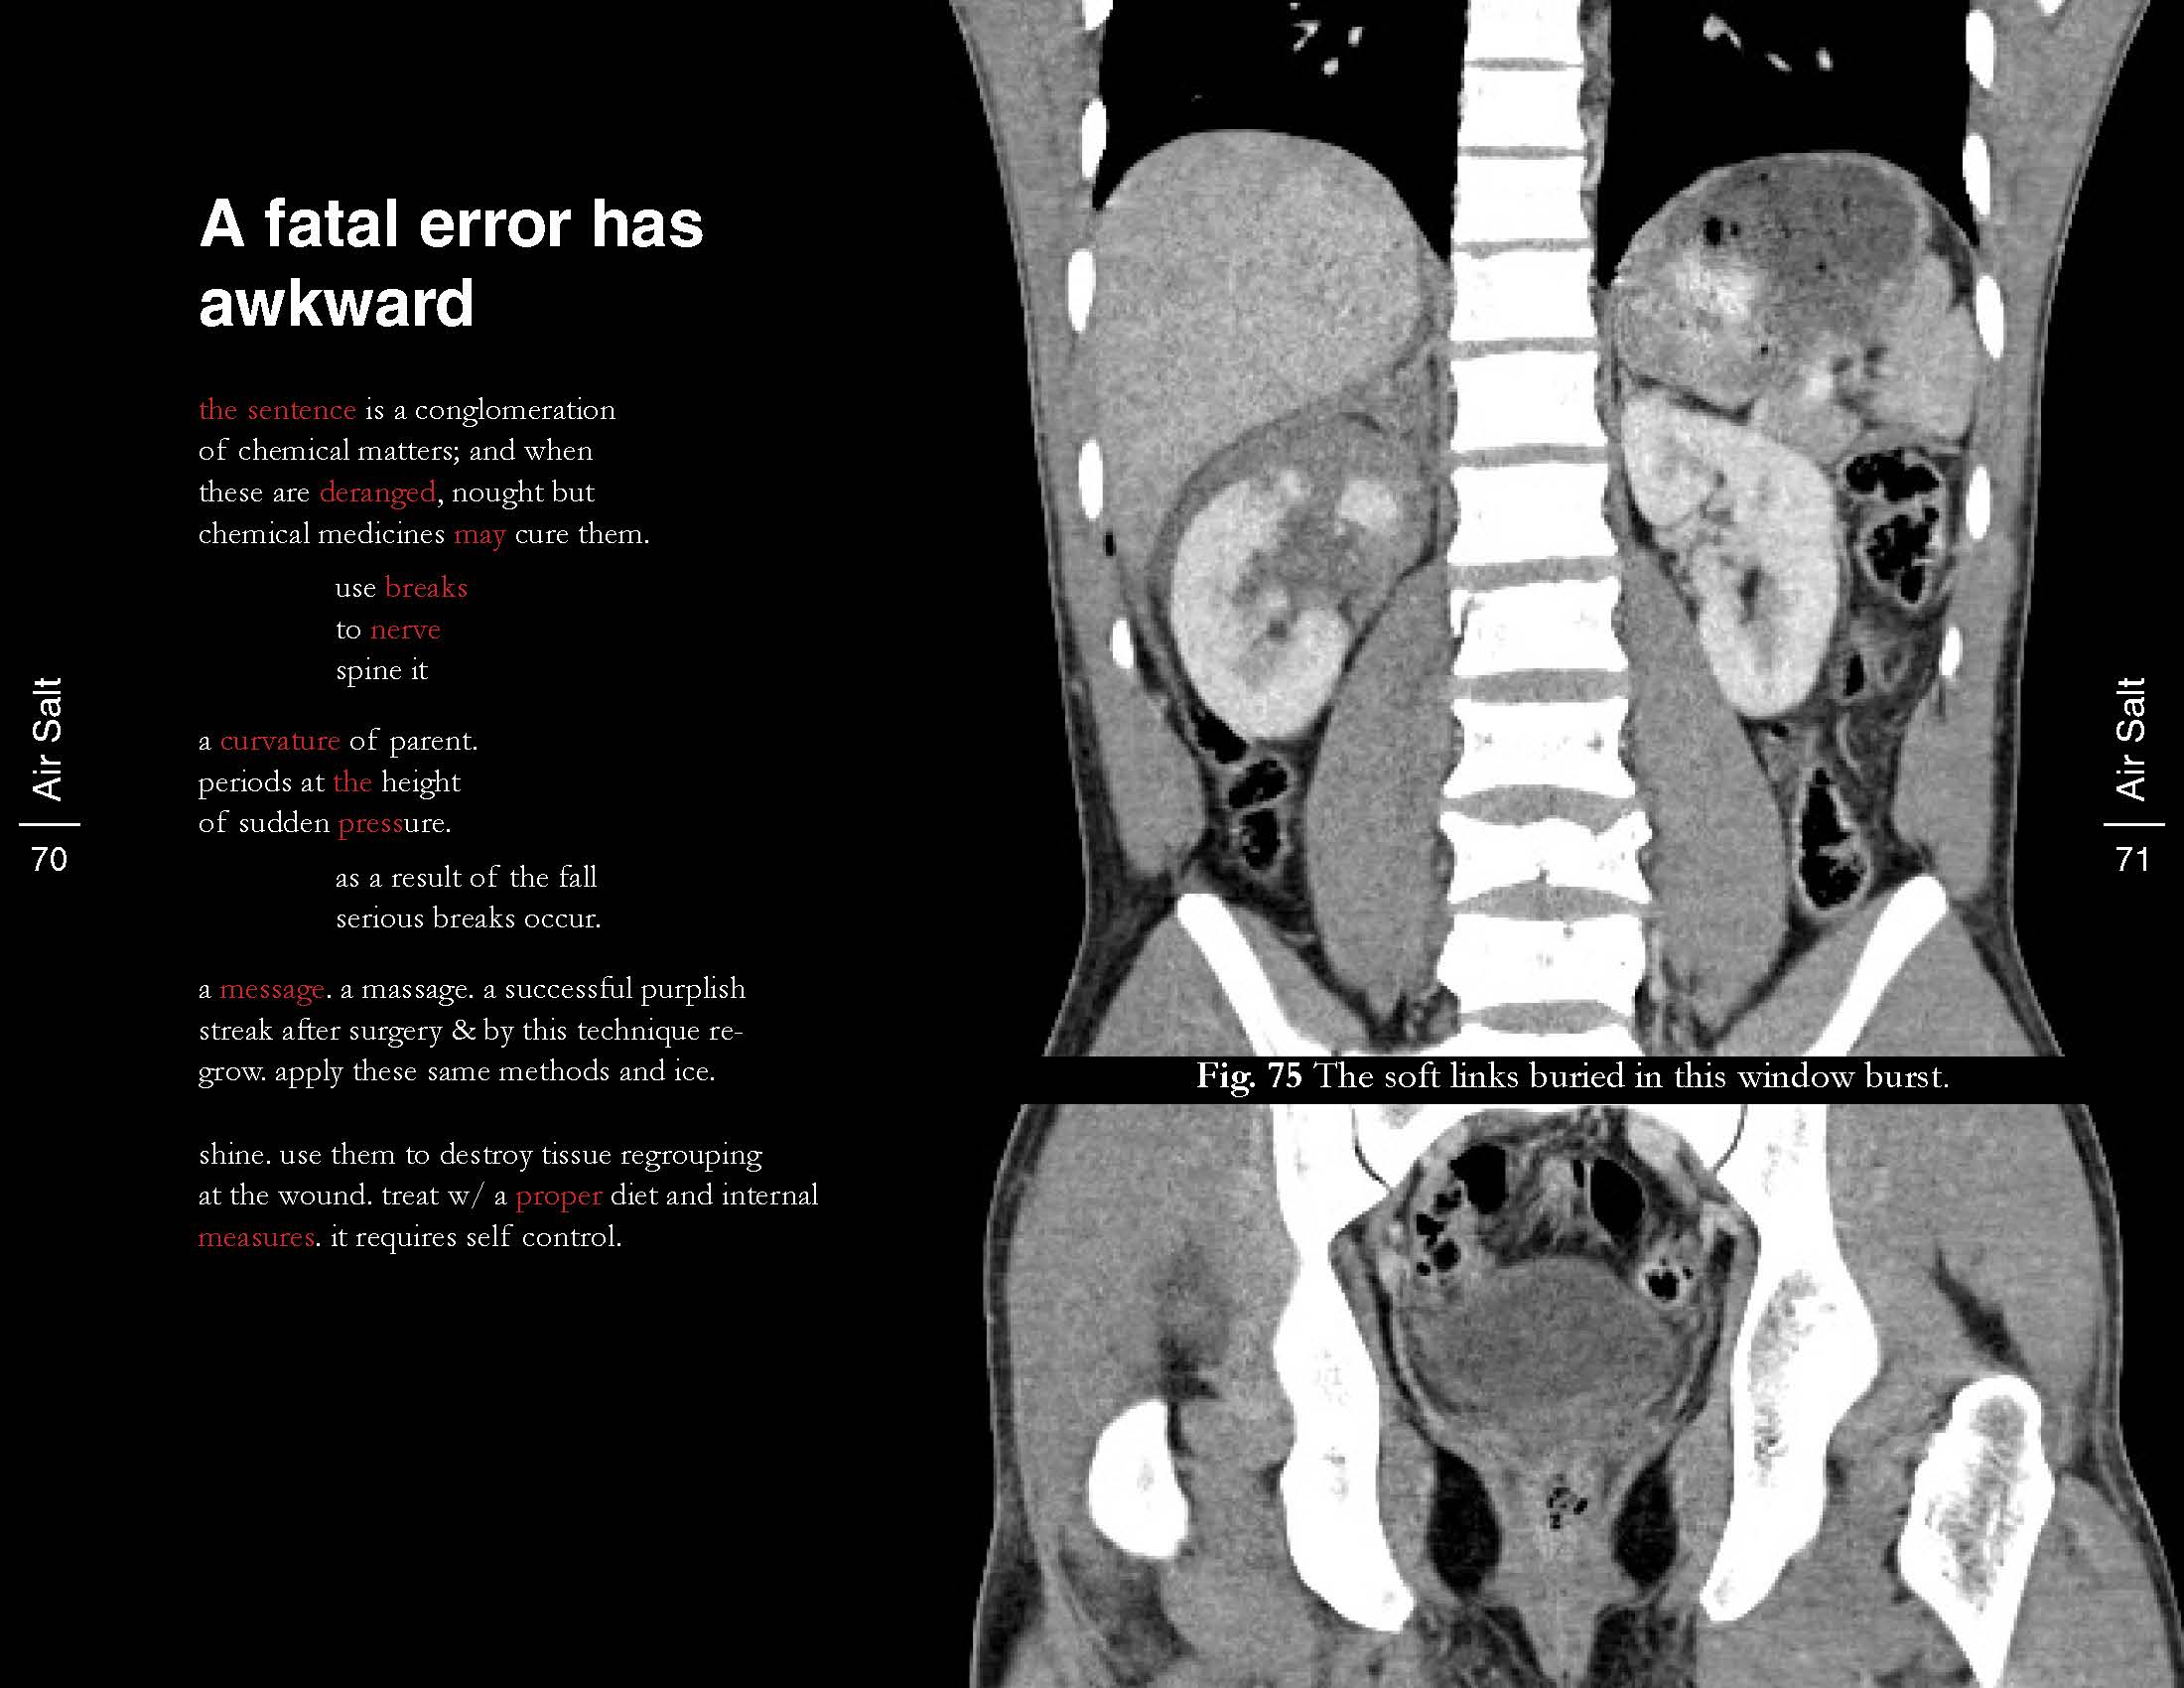 A fatal error has
awkward
the sentence is a conglomeration
of chemical matters; and when
these are deranged, nought but
chemical medicines may cure them.
use breaks
to nerve
spine it
a curvature of parent.
periods at the height
of sudden pressure.
as a result of the fall
serious breaks occur.
a message. a massage. a successful purplish
streak after surgery & by this technique re-
grow. apply these same methods and ice.
shine. use them to destroy tissue regrouping
at the wound. treat w/ a proper diet and internal
measures. it requires self control.
Air Salt
70
Fig. 75 The soft links buried in this window burst.
Air Salt
71